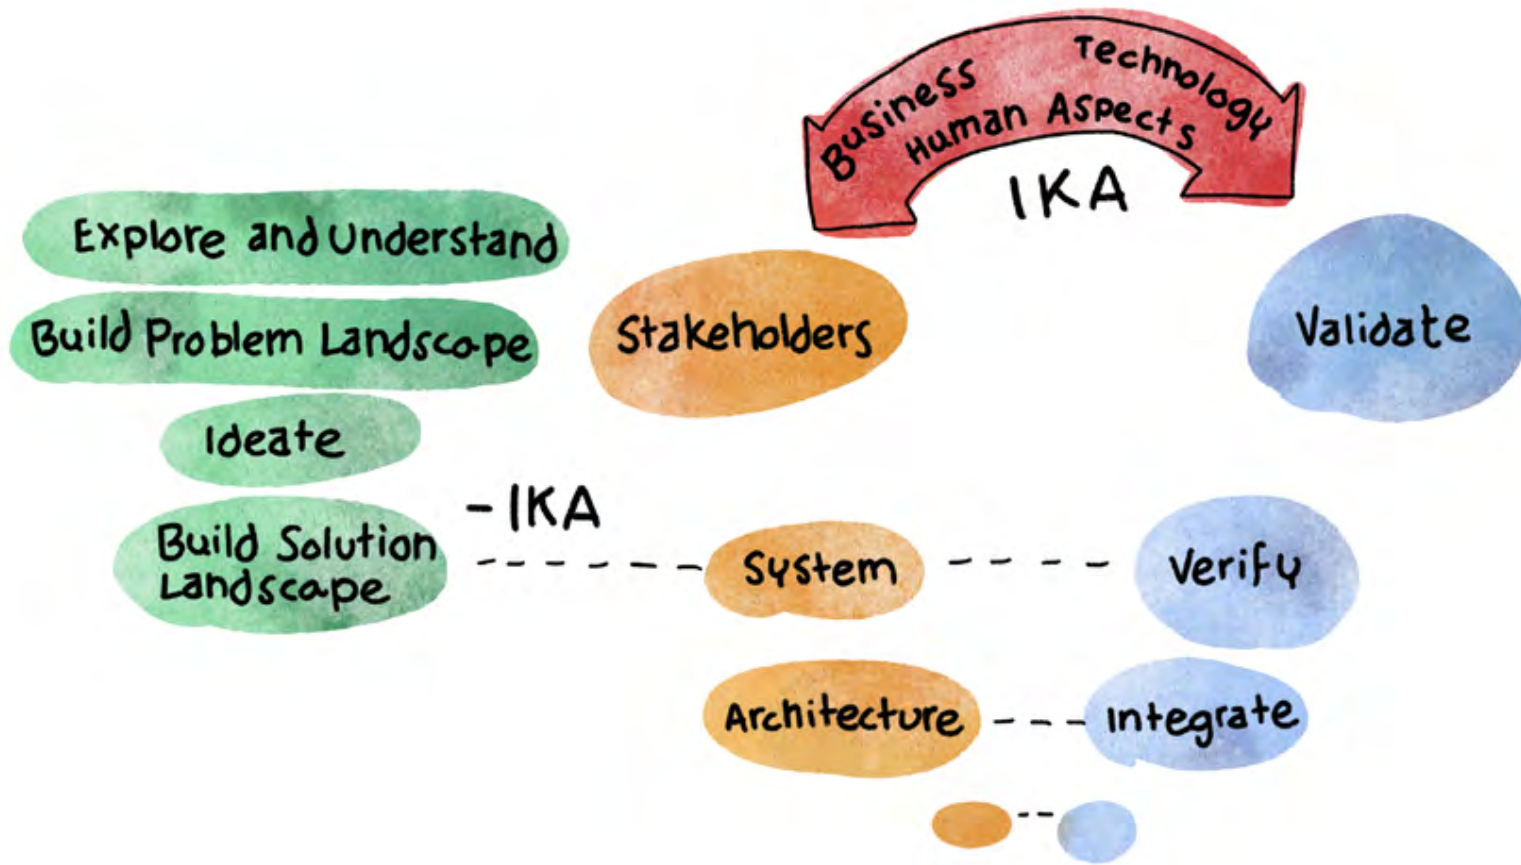 Business Technology
Human Aspects
IKA
Explore and Understand
Build Problem Landscape
Stakeholders
Validate
Ideate
- IKA
Build Solution
Landscape
System
Verify
Architecture
Integrate